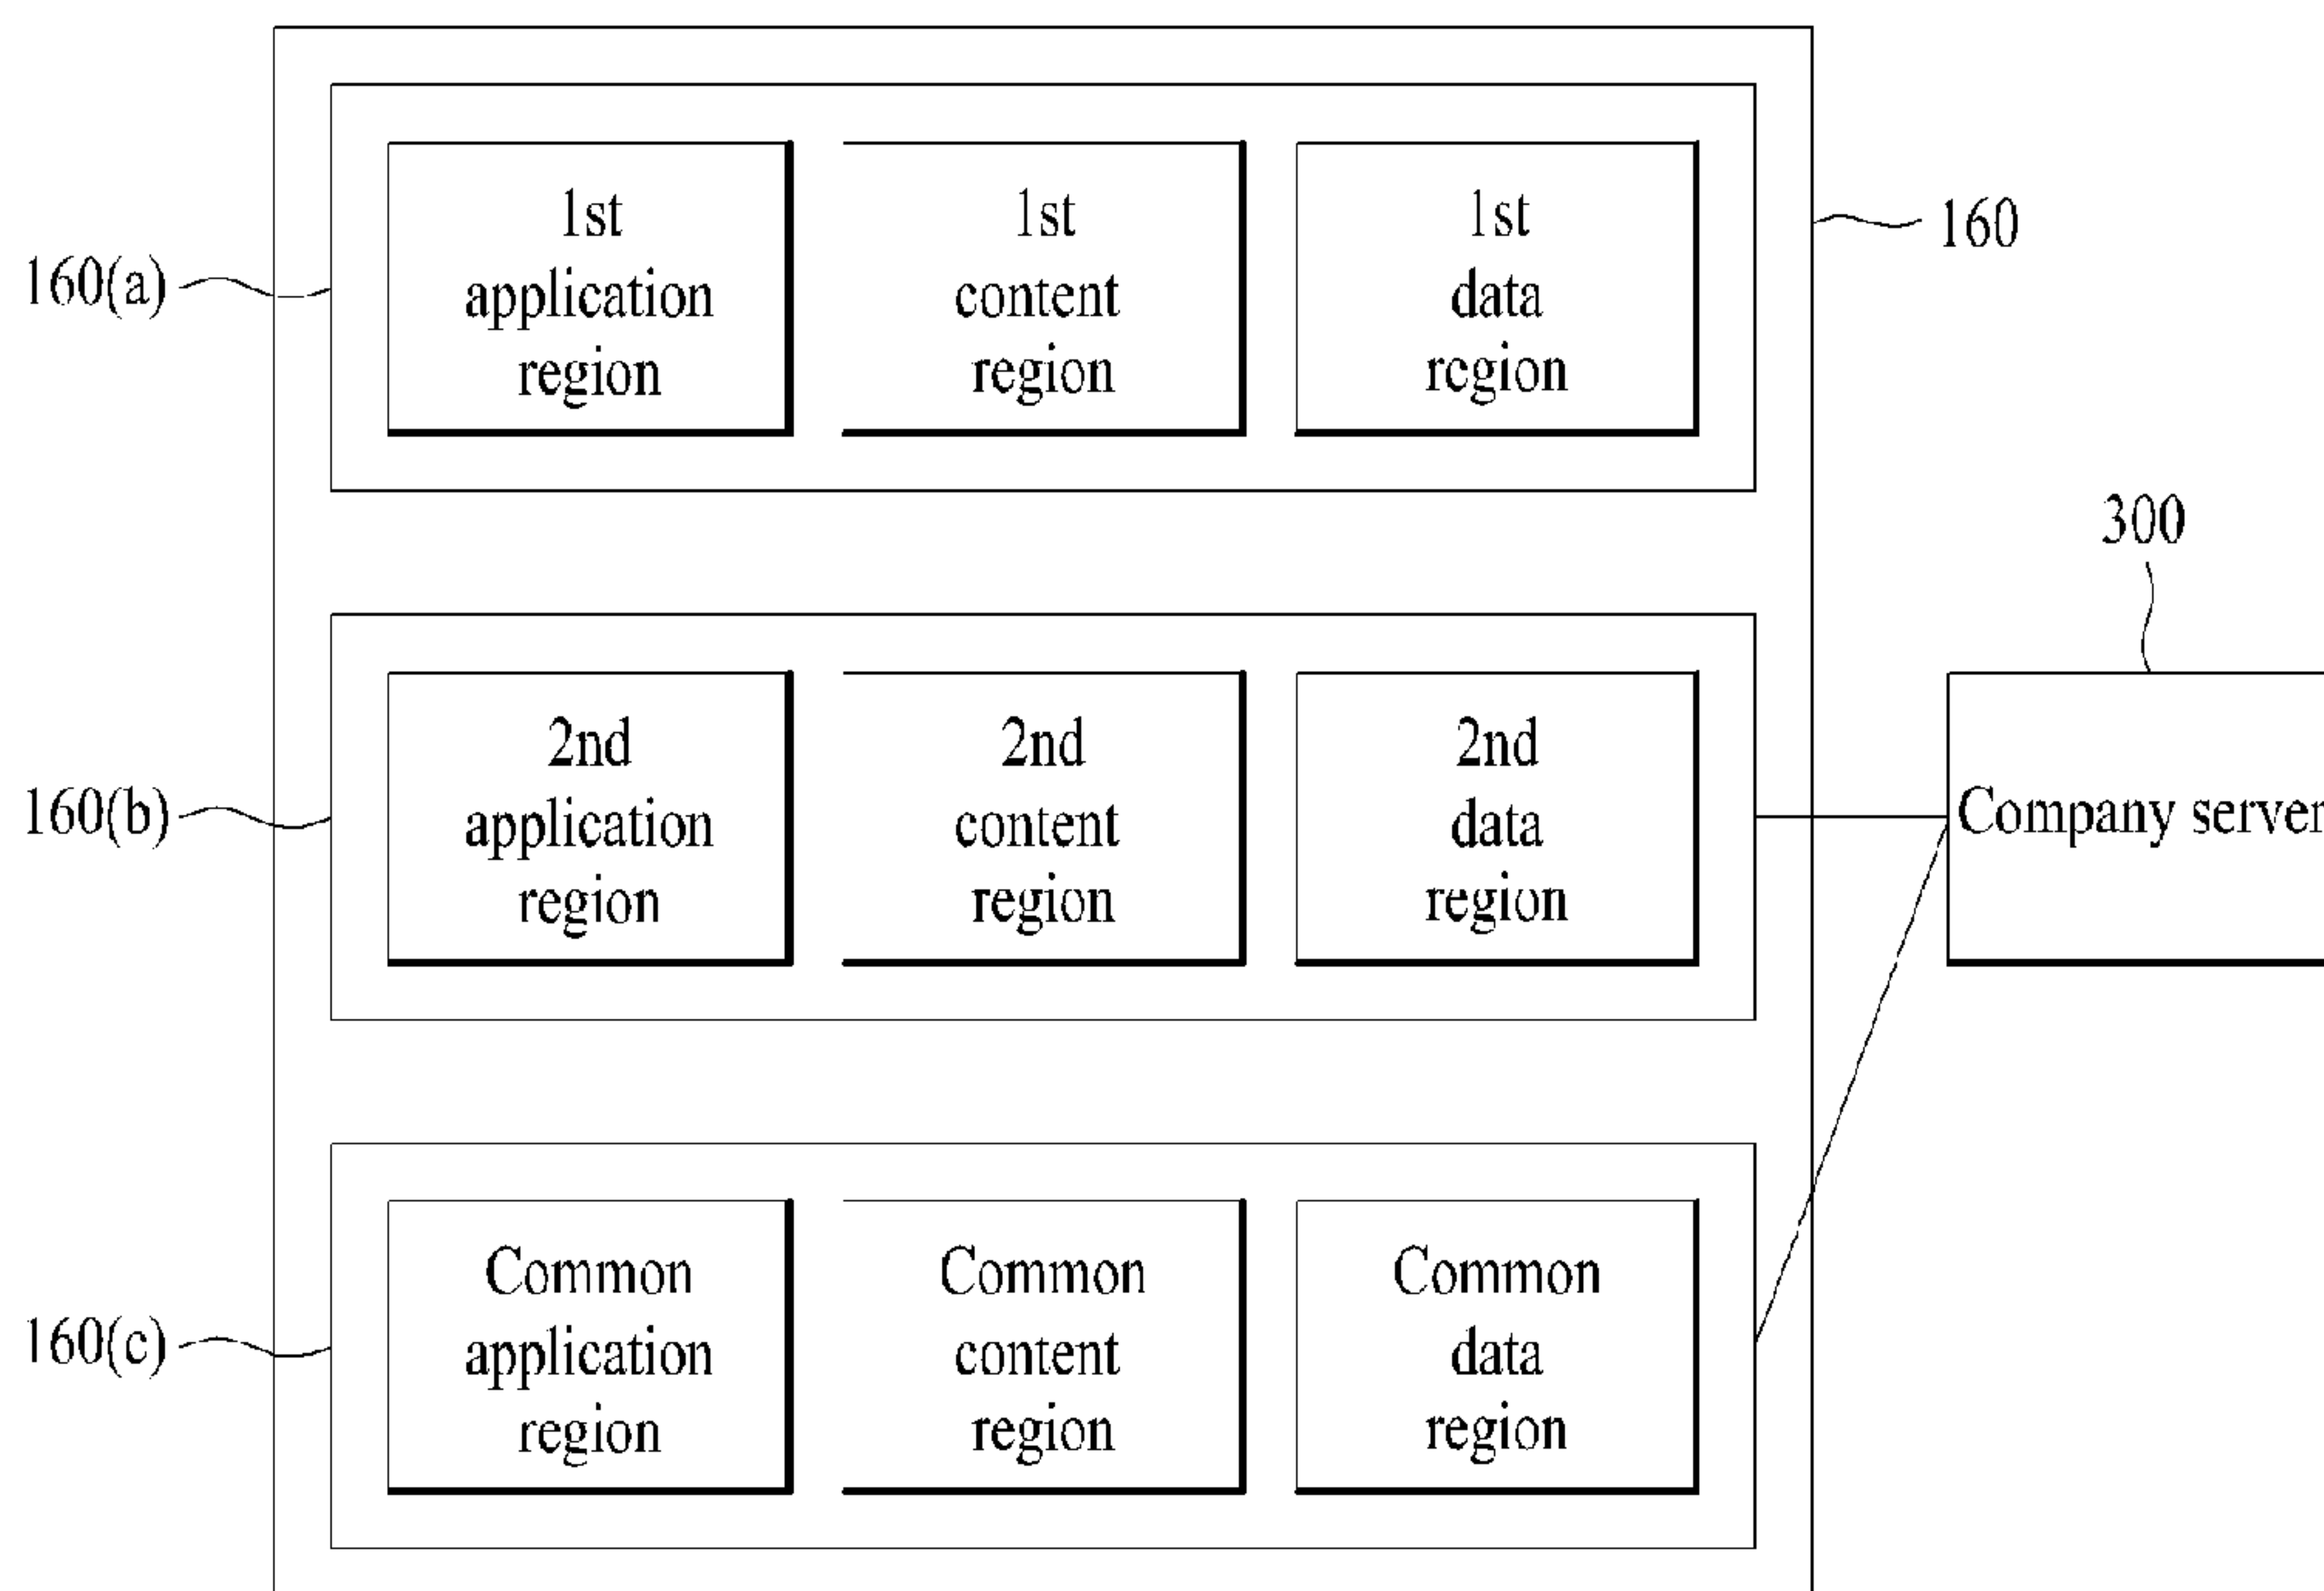 1st
application
region
1st
content
region
1st
data
region
160(a)
160
300
2nd
application
region
2nd
content
region
2nd
data
region
160(b)
Company server
Common
application
region
Common
content
region
Common
data
region
160(c)